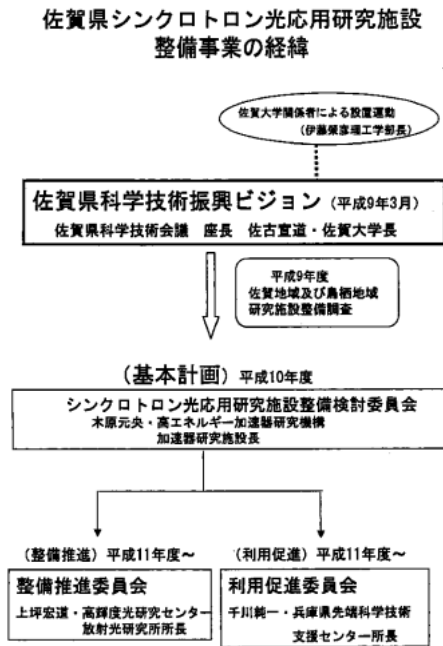 佐賀県シンクロトロン光応用研究施設
整備事業の経緯
佐賀大学関係者による設置運動
(伊藤榮彦理工学部長)
佐賀県科学技術振興ビジョン (平成9年3月)
佐賀県科学技術会議 座長 佐古宣道・佐賀大学長
平成9年度
佐賀地域及び鳥栖地域
研究施設整備調査
(基本計画) 平成10年度
シンクロトロン光応用研究施設整備検討委員会
木原元央・高エネルギー加速器研究機構
加速器研究施設長
(整備推進) 平成11年度~
整備推進委員会
上坪宏道・高輝度光研究センター
放射光研究所所長
(利用促進) 平成11年度~
利用促進委員会
千川純一・兵庫県先端科学技術
支援センター所長